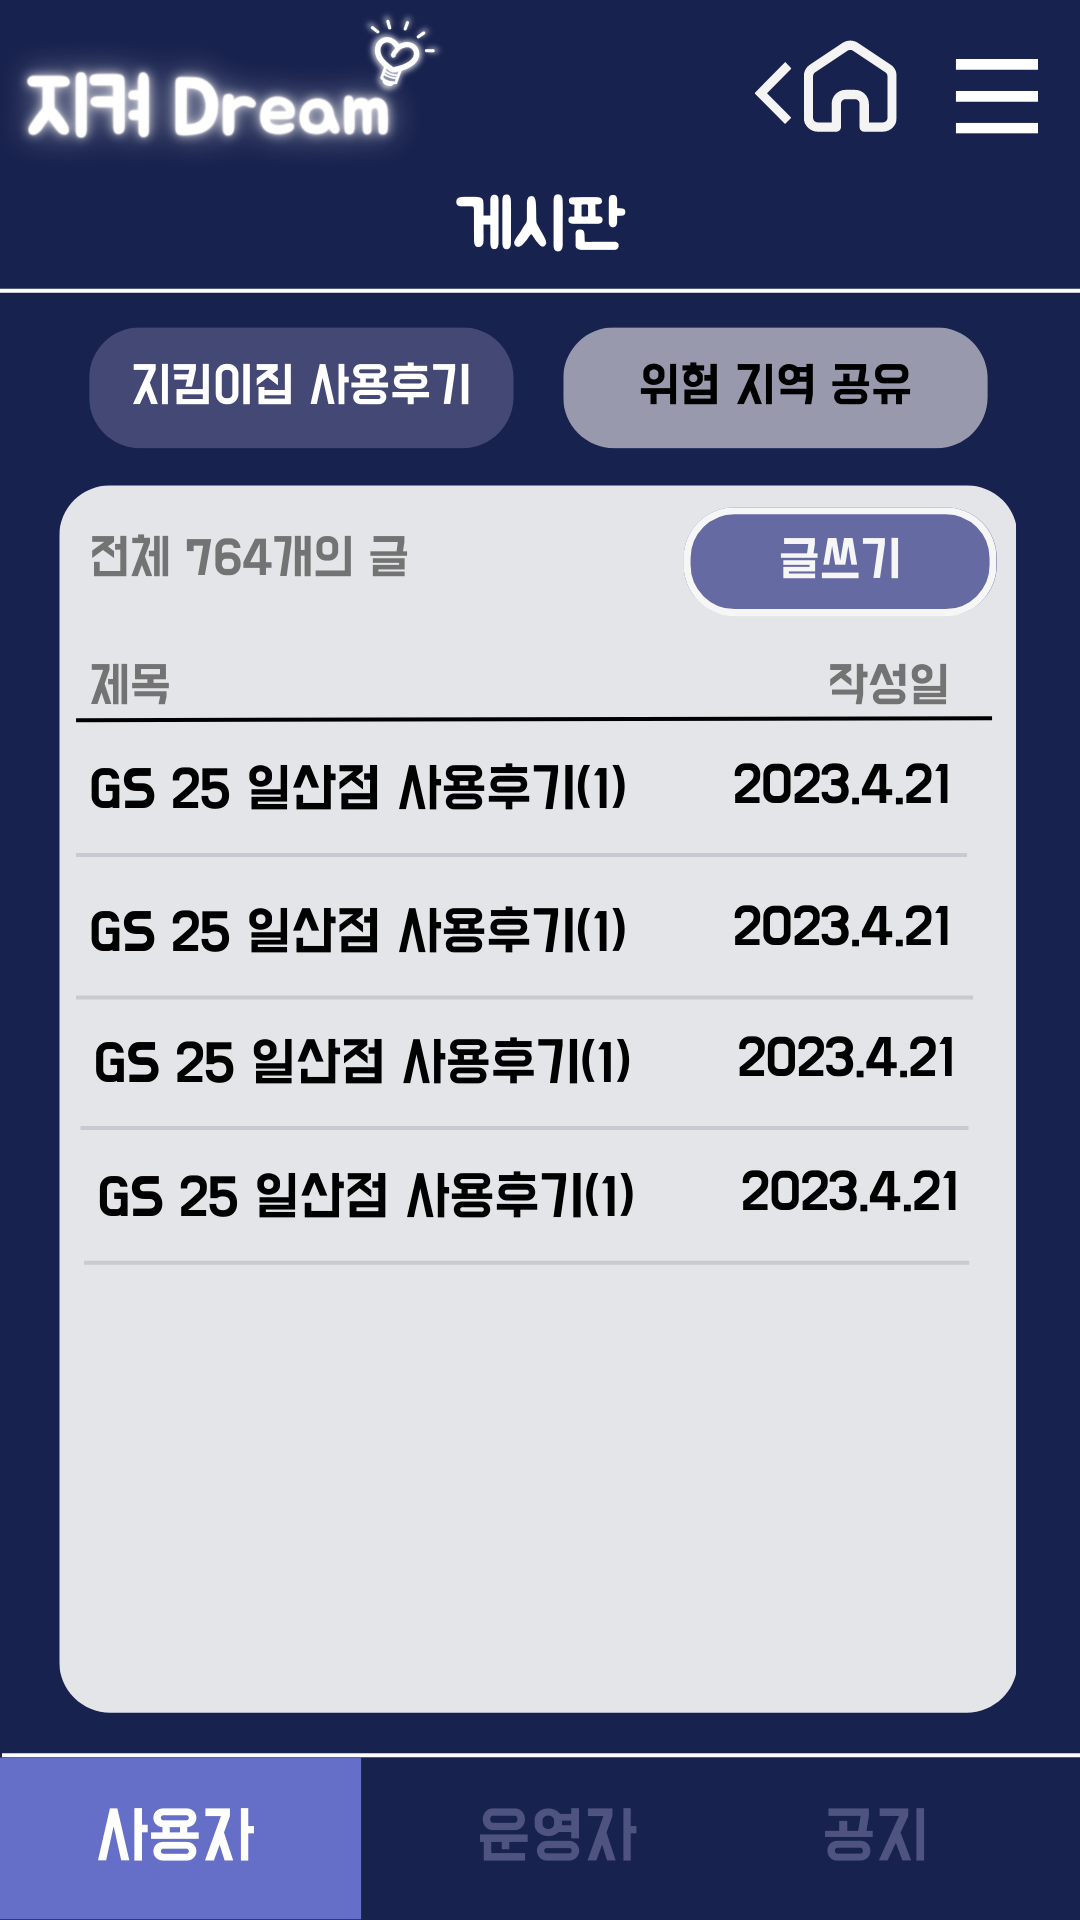 지켜 Dream
게시판
지킴이집 사용후기 위험 지역 공유
전체 764개의 글 글쓰기
제목 작성일
GS 25 일산점 사용후기(1) 2023.4.21
GS 25 일산점 사용후기(1) 2023.4.21
GS 25 일산점 사용후기(1) 2023.4.21
GS 25 일산점 사용후기(1) 2023.4.21
사용자 운영자 공지